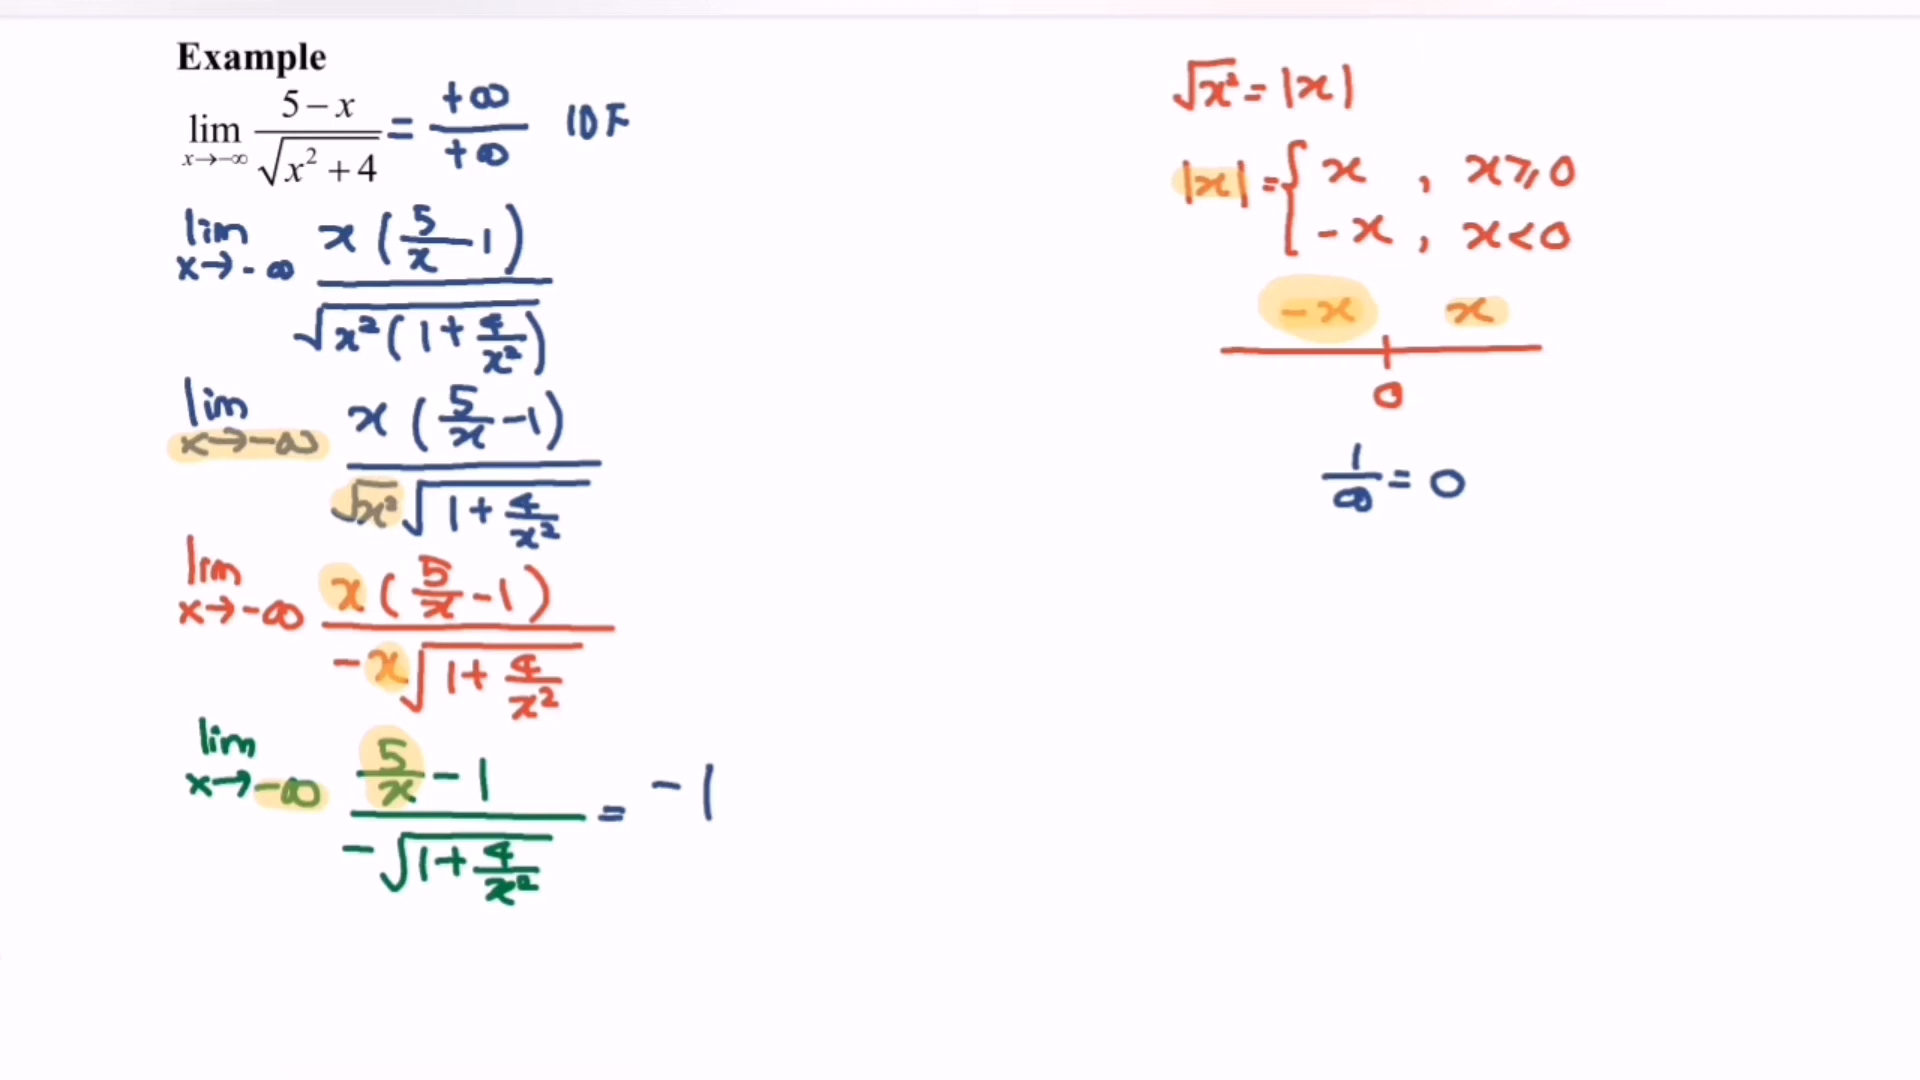 Example
lim x→-∞ (5 − x)/√(x² + 4) = +∞/+∞ IDF
lim x→-∞ x(5/x − 1)/√(x²(1 + 4/x²))
lim x→-∞ x(5/x − 1)/(√x² √(1 + 4/x²))
lim x→-∞ x(5/x − 1)/(−x√(1 + 4/x²))
lim x→-∞ (5/x − 1)/(−√(1 + 4/x²)) = −1
√x² = |x|
|x| = { x , x ⩾ 0
−x , x < 0
−x x
0
1/∞ = 0